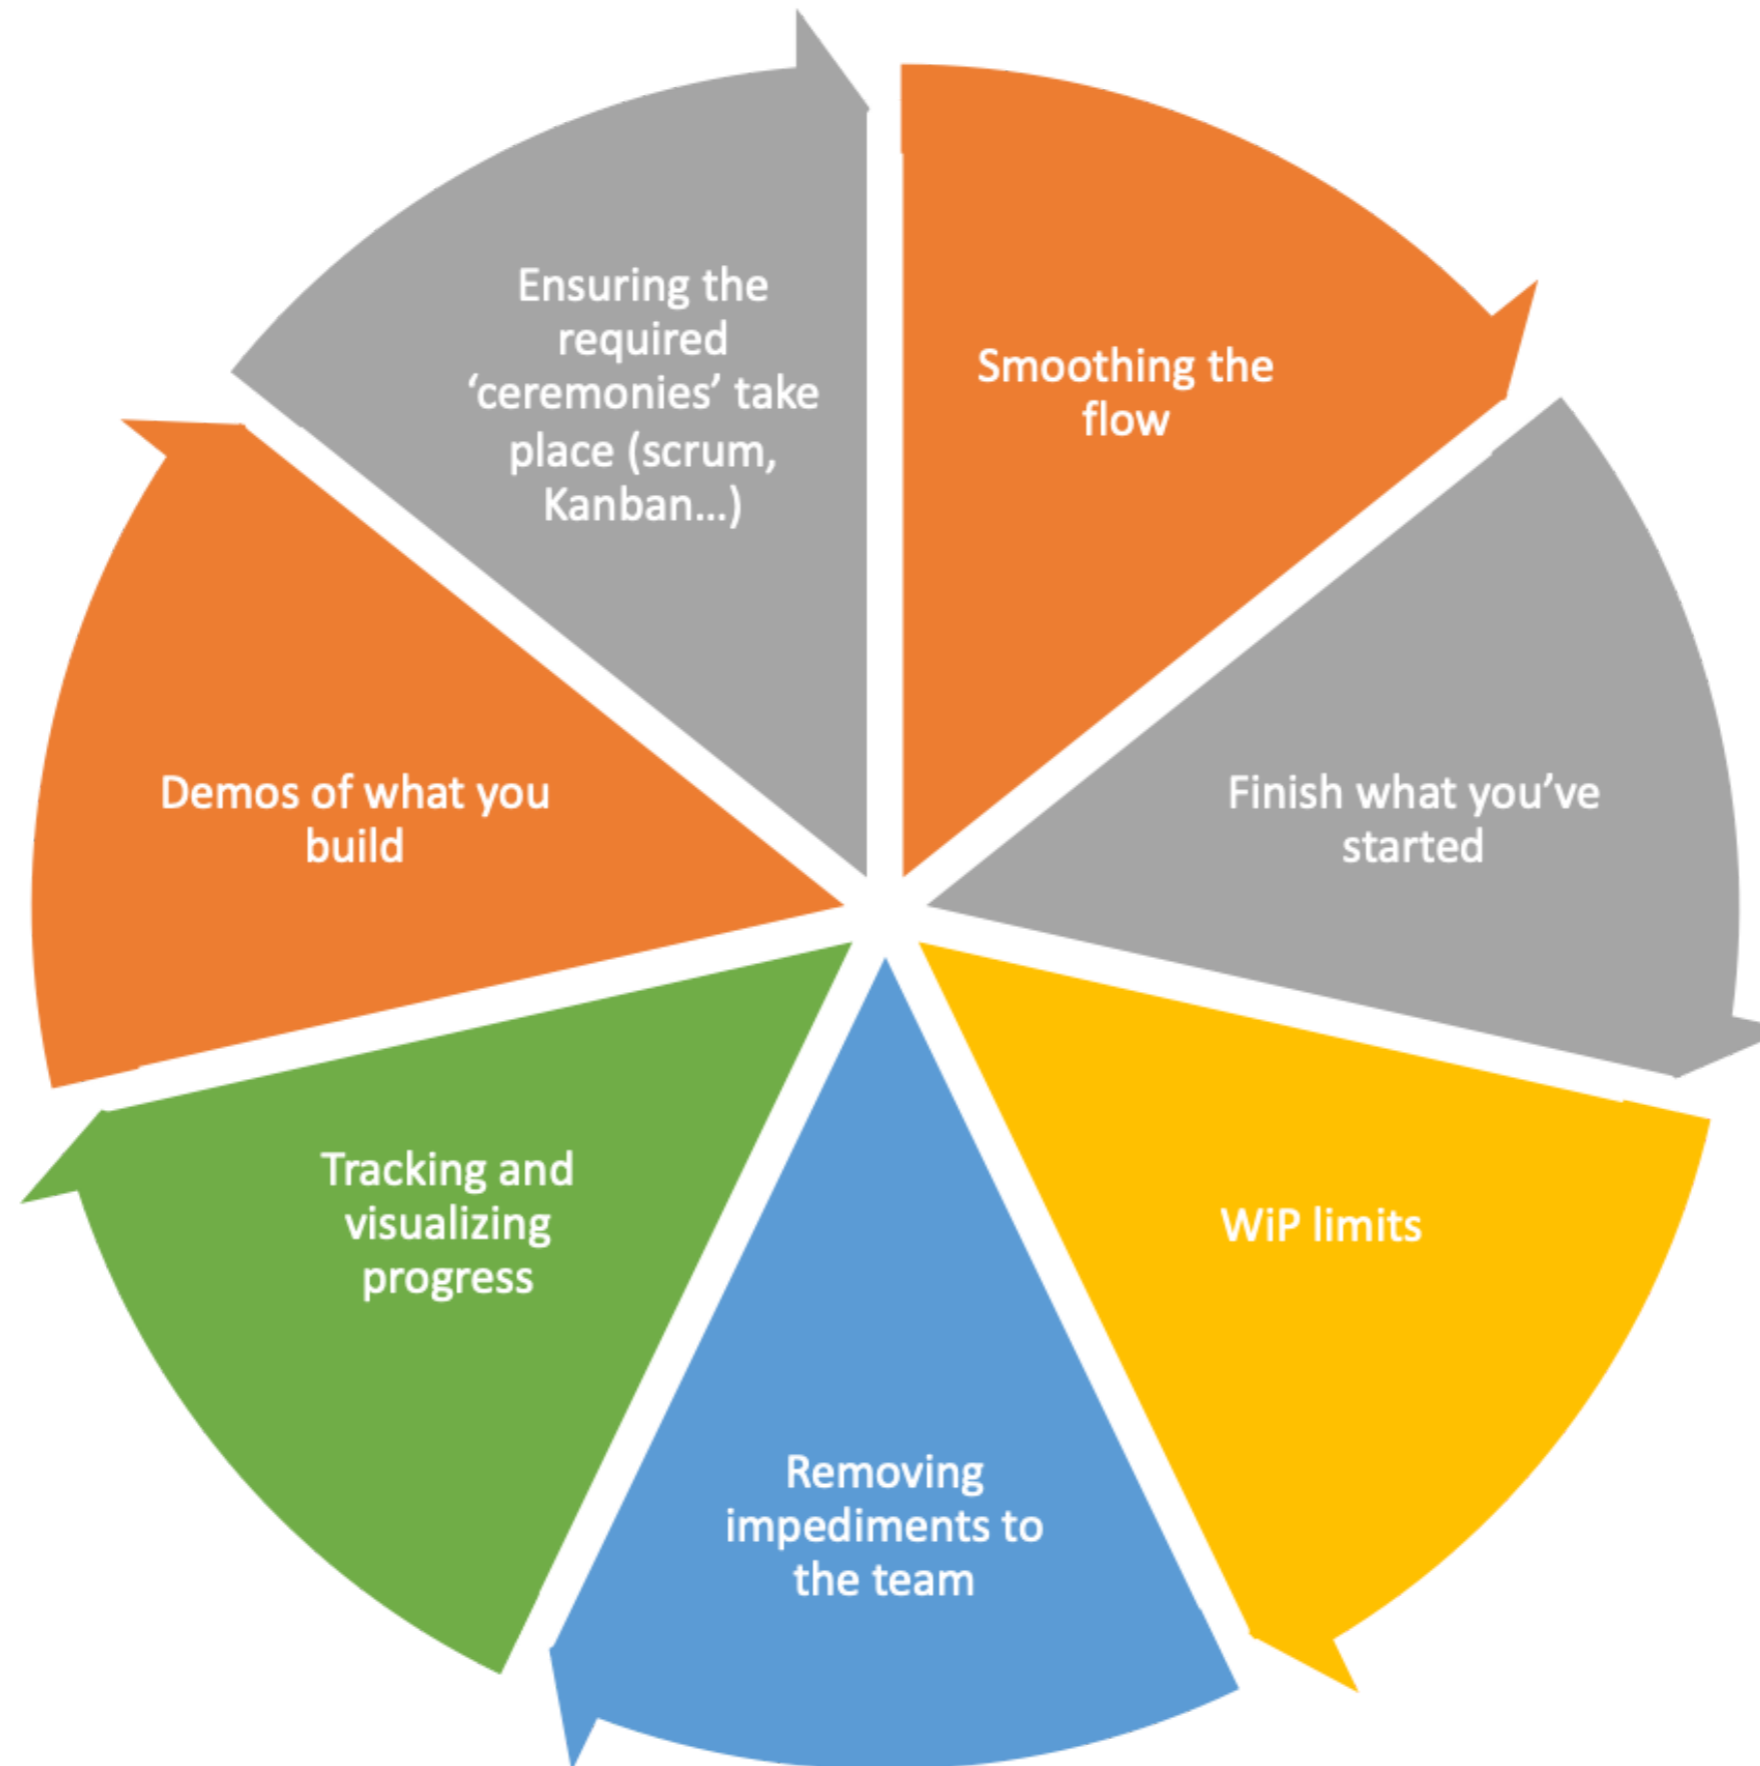 Smoothing the
flow
Finish what you’ve
started
WiP limits
Removing
impediments to
the team
Tracking and
visualizing
progress
Demos of what you
build
Ensuring the
required
‘ceremonies’ take
place (scrum,
Kanban...)